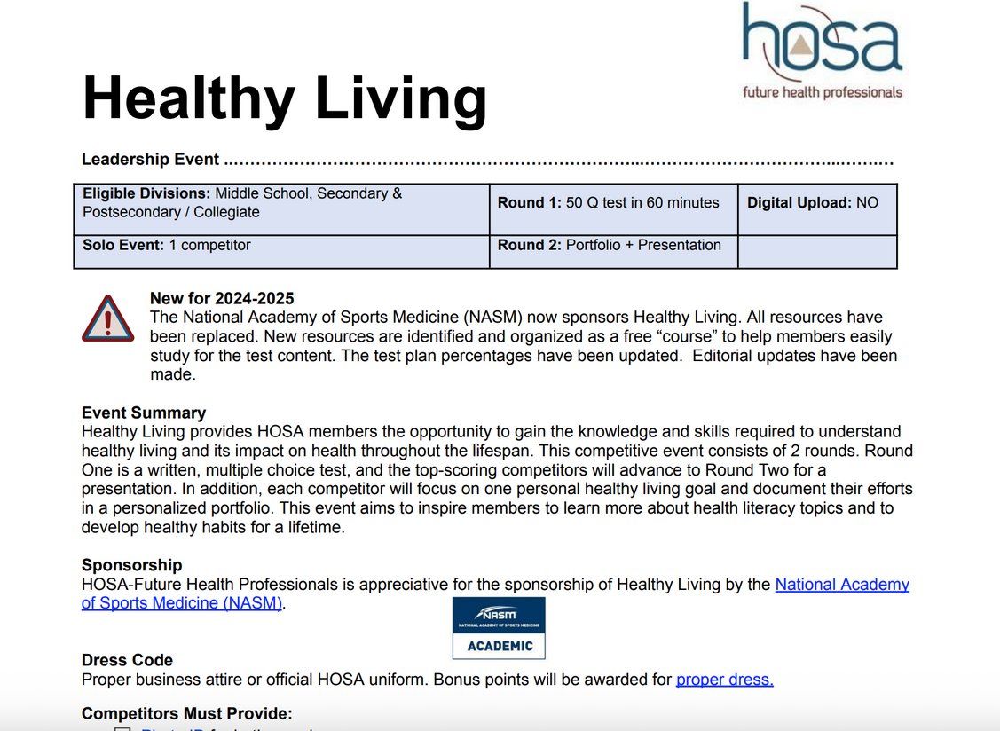 hosa
future health professionals
Healthy Living
Leadership Event ..……………………………………………………………...……………………………...…….…
Eligible Divisions: Middle School, Secondary &
Postsecondary / Collegiate
Round 1: 50 Q test in 60 minutes
Digital Upload: NO
Solo Event: 1 competitor
Round 2: Portfolio + Presentation
New for 2024-2025
The National Academy of Sports Medicine (NASM) now sponsors Healthy Living. All resources have
been replaced. New resources are identified and organized as a free “course” to help members easily
study for the test content. The test plan percentages have been updated.  Editorial updates have been
made.
Event Summary
Healthy Living provides HOSA members the opportunity to gain the knowledge and skills required to understand
healthy living and its impact on health throughout the lifespan. This competitive event consists of 2 rounds. Round
One is a written, multiple choice test, and the top-scoring competitors will advance to Round Two for a
presentation. In addition, each competitor will focus on one personal healthy living goal and document their efforts
in a personalized portfolio. This event aims to inspire members to learn more about health literacy topics and to
develop healthy habits for a lifetime.
Sponsorship
HOSA-Future Health Professionals is appreciative for the sponsorship of Healthy Living by the National Academy
of Sports Medicine (NASM).
NASM
NATIONAL ACADEMY OF SPORTS MEDICINE
ACADEMIC
Dress Code
Proper business attire or official HOSA uniform. Bonus points will be awarded for proper dress.
Competitors Must Provide: